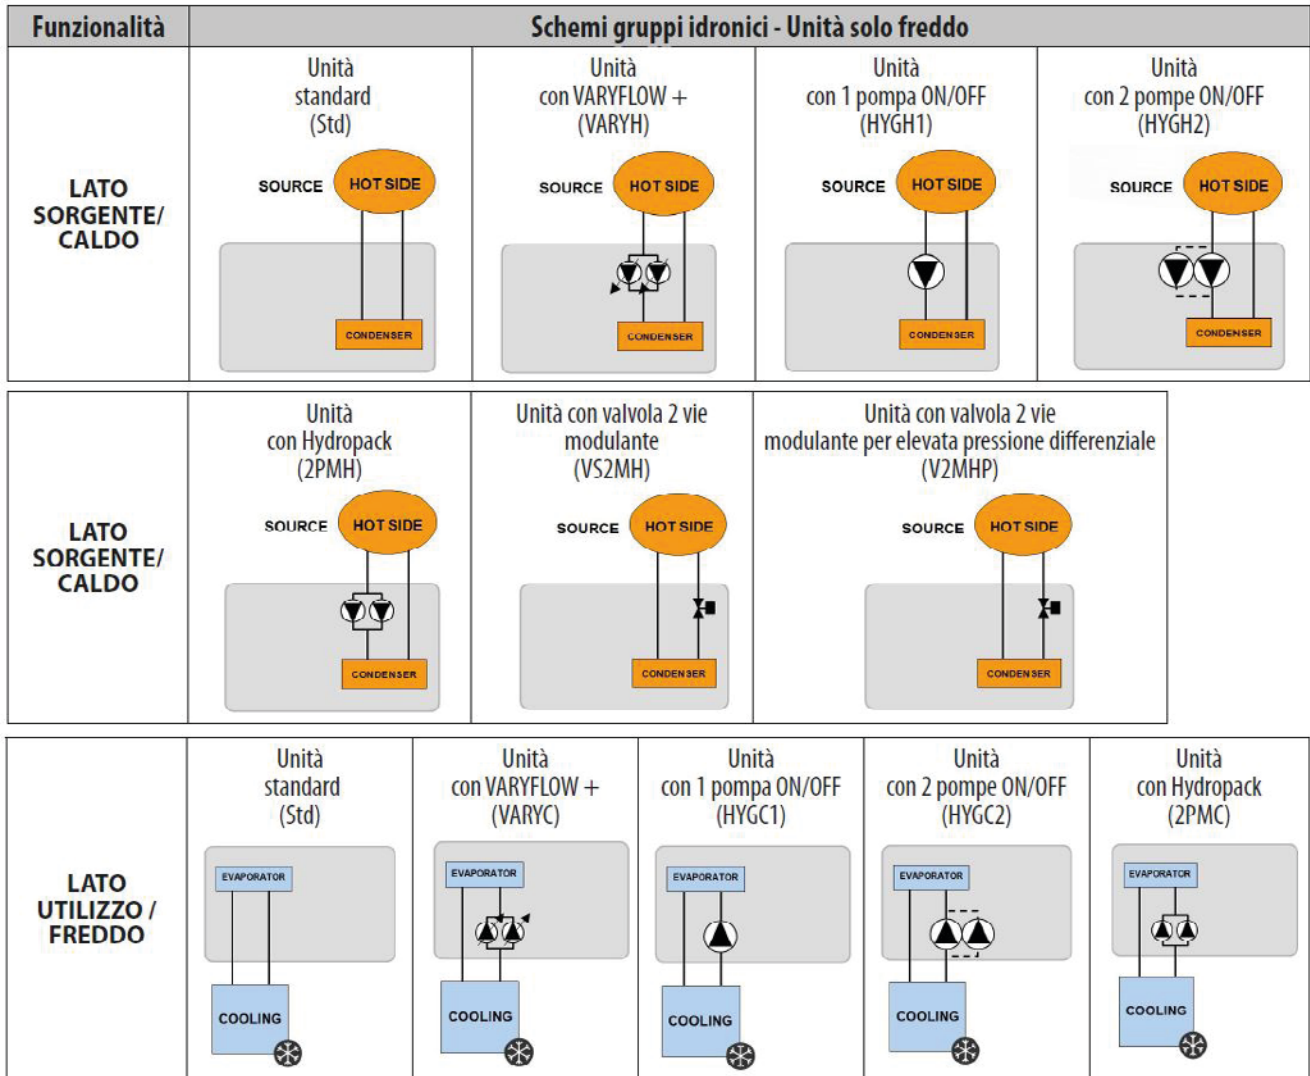 Funzionalità
Schemi gruppi idronici - Unità solo freddo
LATO
SORGENTE/
CALDO
Unità
standard
(Std)
SOURCE
HOT SIDE
CONDENSER
Unità
con VARYFLOW +
(VARYH)
SOURCE
HOT SIDE
CONDENSER
Unità
con 1 pompa ON/OFF
(HYGH1)
SOURCE
HOT SIDE
CONDENSER
Unità
con 2 pompe ON/OFF
(HYGH2)
SOURCE
HOT SIDE
CONDENSER
LATO
SORGENTE/
CALDO
Unità
con Hydropack
(2PMH)
SOURCE
HOT SIDE
CONDENSER
Unità con valvola 2 vie
modulante
(VS2MH)
SOURCE
HOT SIDE
CONDENSER
Unità con valvola 2 vie
modulante per elevata pressione differenziale
(V2MHP)
SOURCE
HOT SIDE
CONDENSER
LATO
UTILIZZO /
FREDDO
Unità
standard
(Std)
EVAPORATOR
COOLING
Unità
con VARYFLOW +
(VARYC)
EVAPORATOR
COOLING
Unità
con 1 pompa ON/OFF
(HYGC1)
EVAPORATOR
COOLING
Unità
con 2 pompe ON/OFF
(HYGC2)
EVAPORATOR
COOLING
Unità
con Hydropack
(2PMC)
EVAPORATOR
COOLING